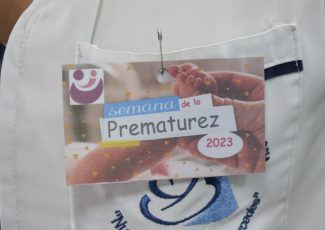 semana de la
Prematurez
2023